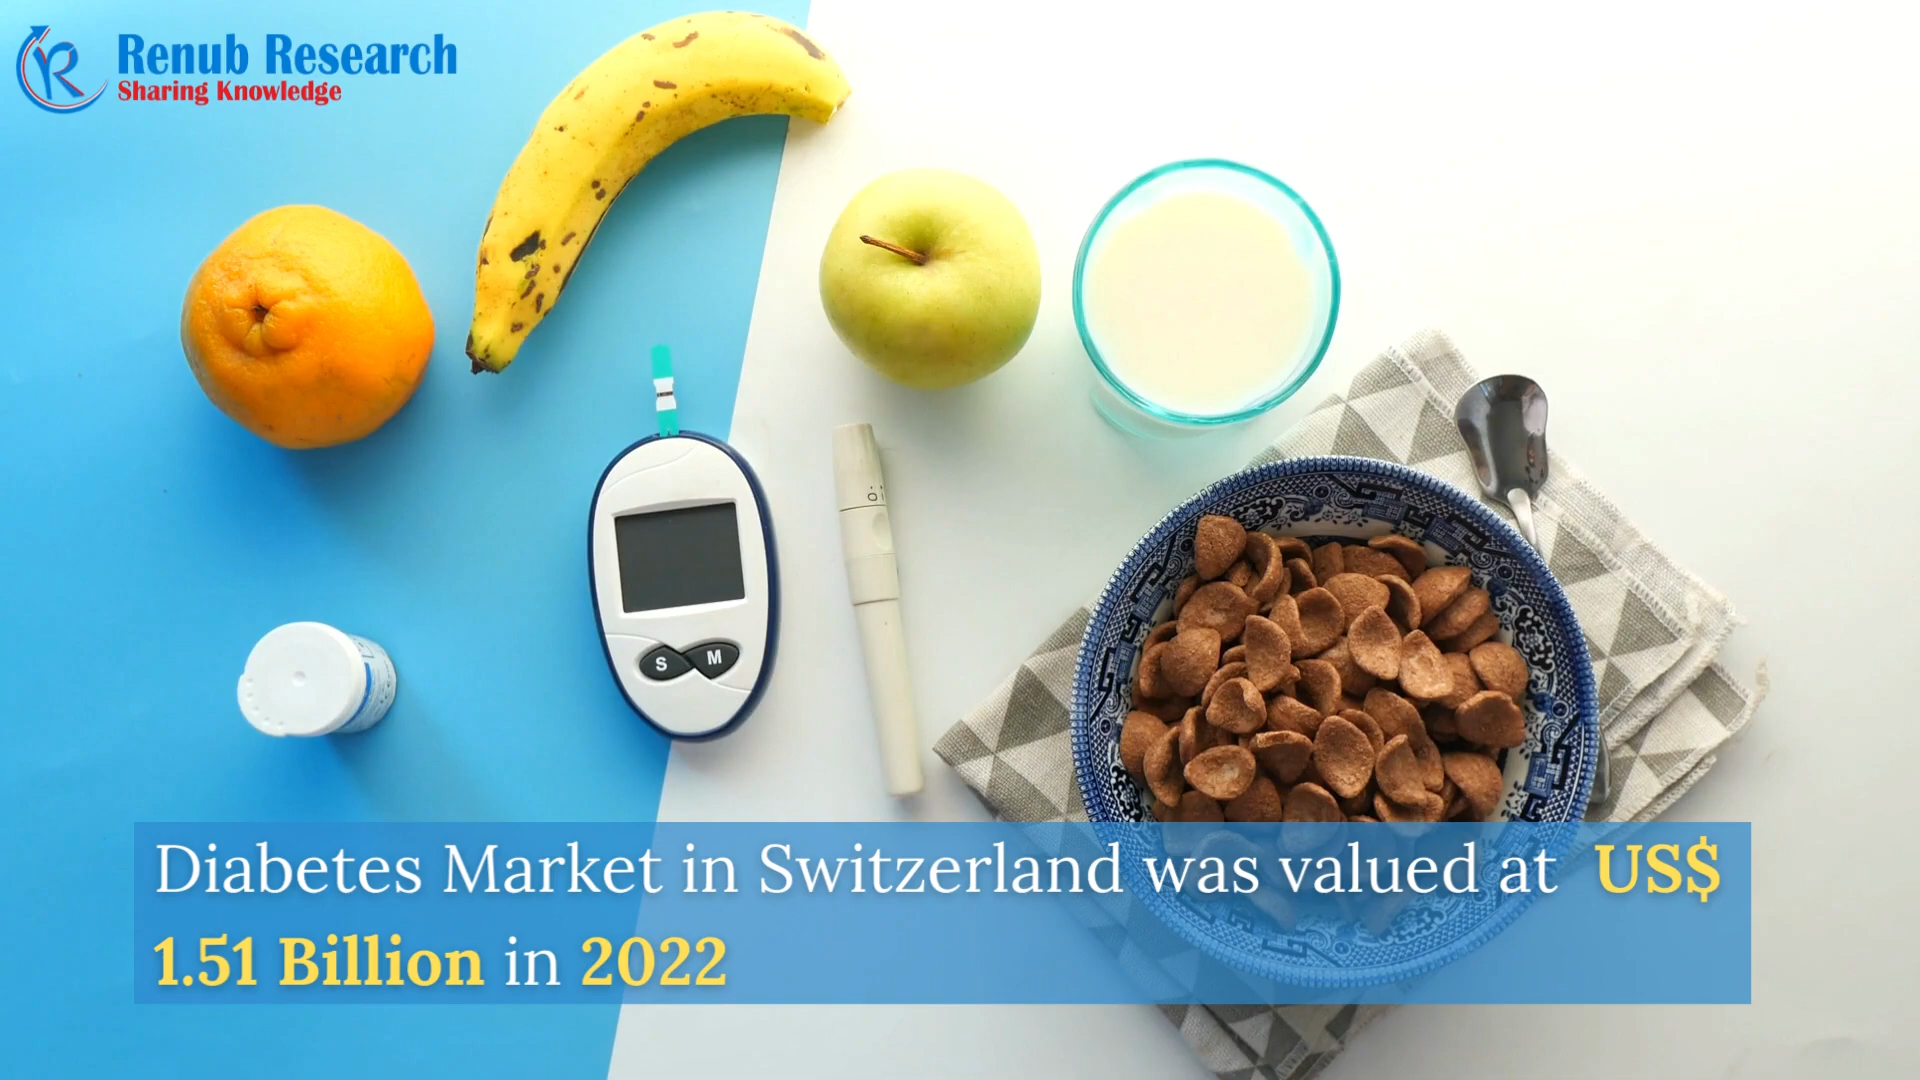 Renub Research
Sharing Knowledge
S M
Diabetes Market in Switzerland was valued at US$
1.51 Billion in 2022